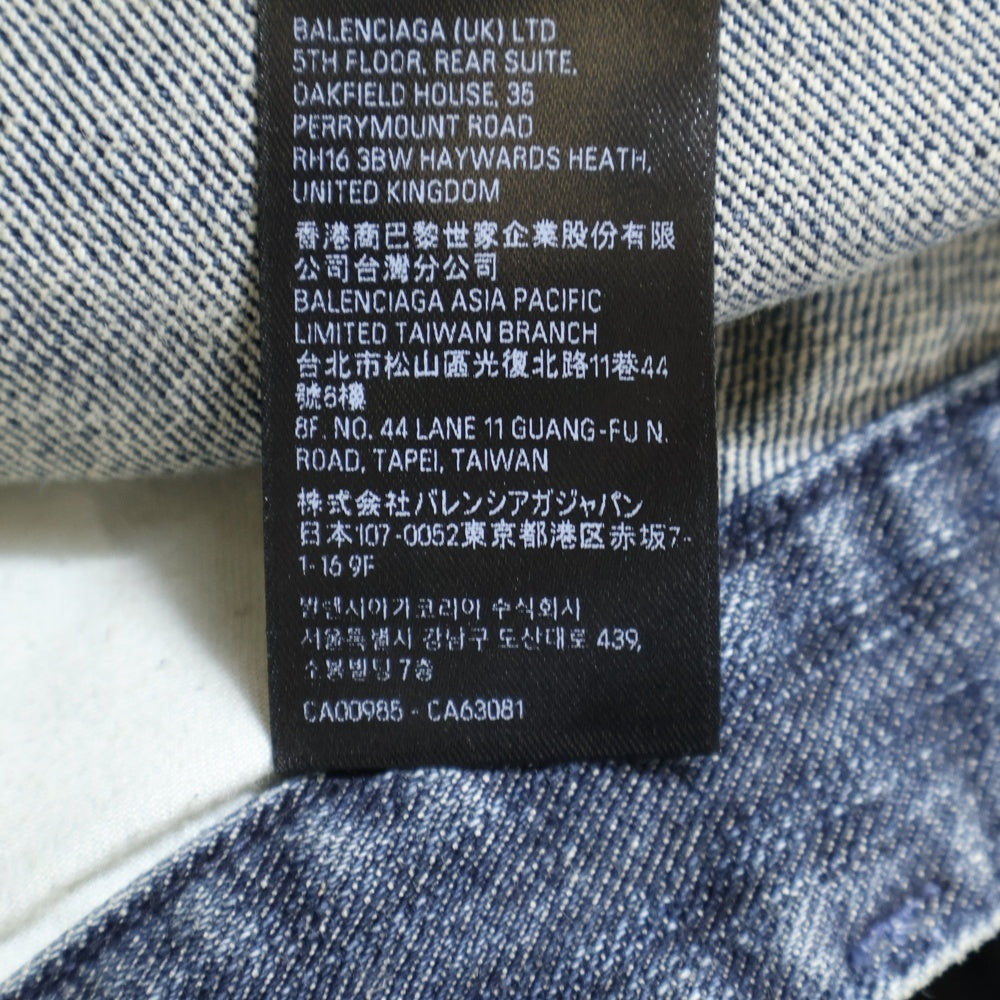 BALENCIAGA (UK) LTD
5TH FLOOR, REAR SUITE,
OAKFIELD HOUSE, 35
PERRYMOUNT ROAD
RH16 3BW HAYWARDS HEATH,
UNITED KINGDOM
香港商巴黎世家企業股份有限
公司台灣分公司
BALENCIAGA ASIA PACIFIC
LIMITED TAIWAN BRANCH
台北市松山區光復北路11巷44
號8樓
8F. NO. 44 LANE 11 GUANG-FU N.
ROAD, TAPEI, TAIWAN
株式会社バレンシアガジャパン
日本107-0052東京都港区赤坂7-
1-16 9F
발렌시아가코리아 주식회사
서울특별시 강남구 도산대로 439,
빌딩 7층
CA00985 - CA63081